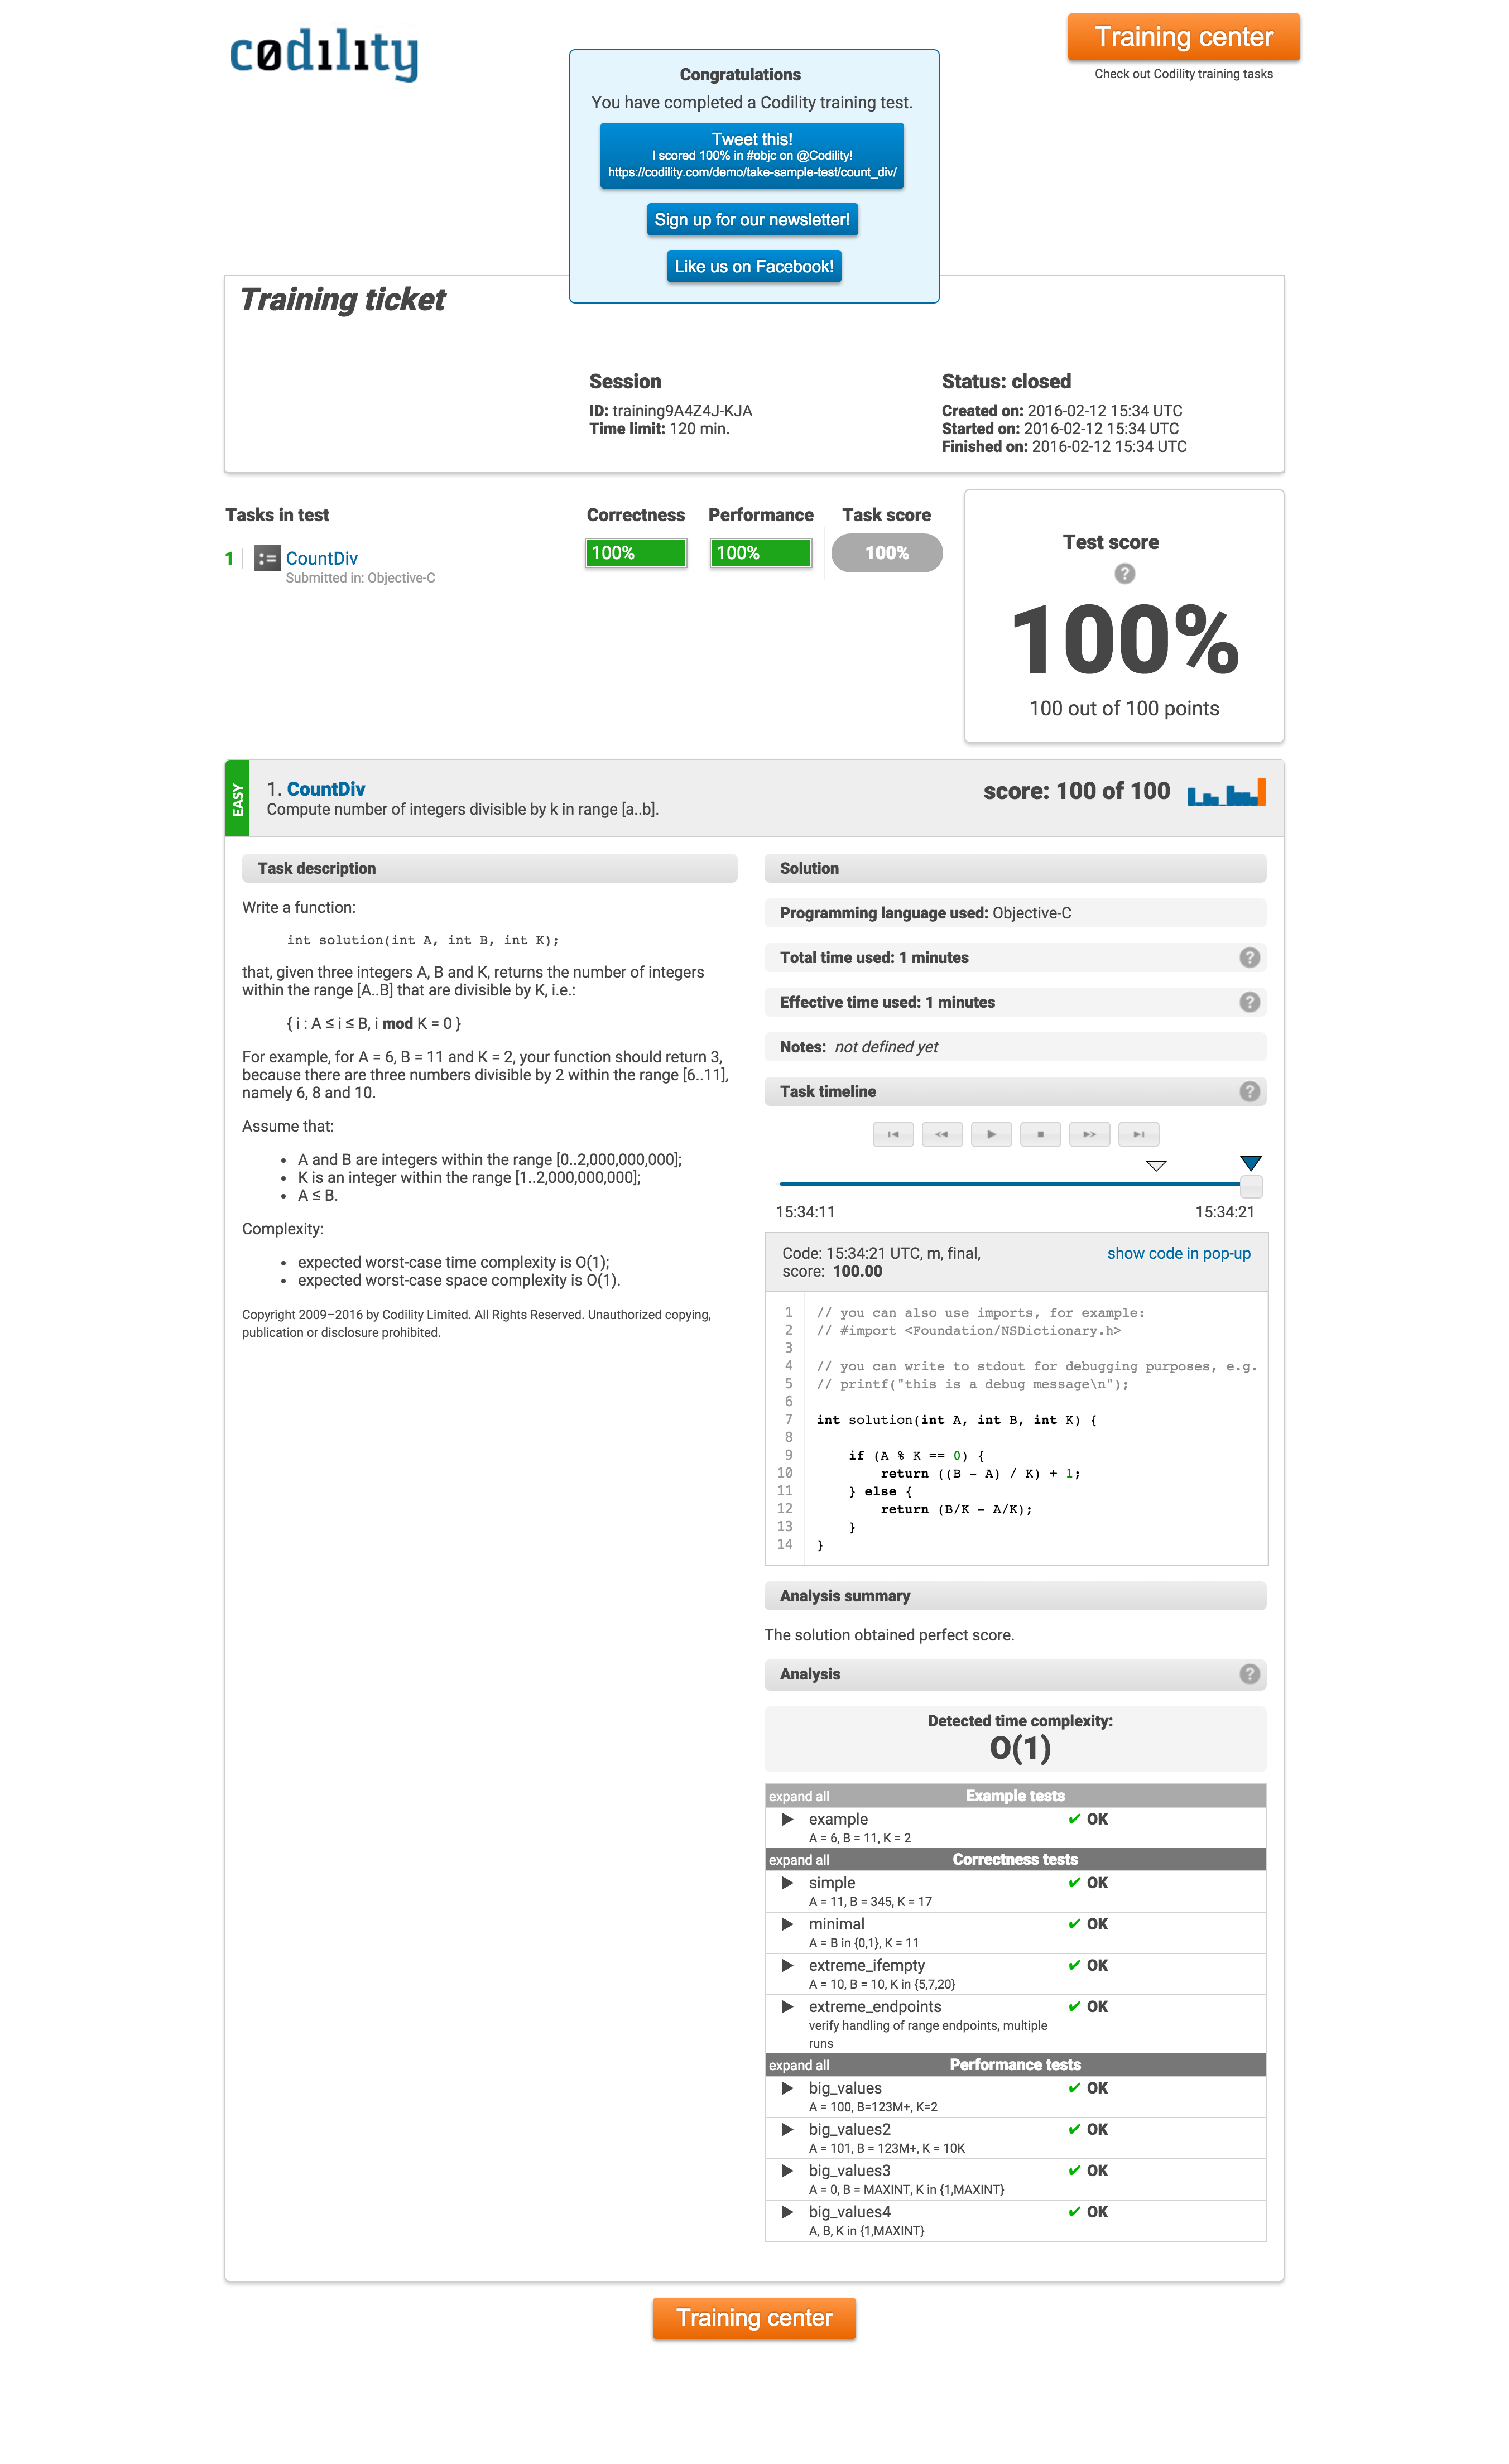 codility
Training center
Check out Codility training tasks
Congratulations
You have completed a Codility training test.
Tweet this!
I scored 100% in #objc on @Codility!
https://codility.com/demo/take-sample-test/count_div/
Sign up for our newsletter!
Like us on Facebook!
Training ticket
Session
ID: training9A4Z4J-KJA
Time limit: 120 min.
Status: closed
Created on: 2016-02-12 15:34 UTC
Started on: 2016-02-12 15:34 UTC
Finished on: 2016-02-12 15:34 UTC
Tasks in test
Correctness
Performance
Task score
1
:=
CountDiv
Submitted in: Objective-C
100%
100%
100%
Test score
?
100%
100 out of 100 points
EASY
1. CountDiv
Compute number of integers divisible by k in range [a..b].
score: 100 of 100
Task description
Write a function:
int solution(int A, int B, int K);
that, given three integers A, B and K, returns the number of integers
within the range [A..B] that are divisible by K, i.e.:
{ i : A ≤ i ≤ B, i mod K = 0 }
For example, for A = 6, B = 11 and K = 2, your function should return 3,
because there are three numbers divisible by 2 within the range [6..11],
namely 6, 8 and 10.
Assume that:
• A and B are integers within the range [0..2,000,000,000];
• K is an integer within the range [1..2,000,000,000];
• A ≤ B.
Complexity:
• expected worst-case time complexity is O(1);
• expected worst-case space complexity is O(1).
Copyright 2009–2016 by Codility Limited. All Rights Reserved. Unauthorized copying,
publication or disclosure prohibited.
Solution
Programming language used: Objective-C
Total time used: 1 minutes
?
Effective time used: 1 minutes
?
Notes: not defined yet
Task timeline
?
15:34:11
15:34:21
Code: 15:34:21 UTC, m, final,
score: 100.00
show code in pop-up
1 // you can also use imports, for example:
2 // #import <Foundation/NSDictionary.h>
3
4 // you can write to stdout for debugging purposes, e.g.
5 // printf("this is a debug message\n");
6
7 int solution(int A, int B, int K) {
8
9 if (A % K == 0) {
10 return ((B - A) / K) + 1;
11 } else {
12 return (B/K - A/K);
13 }
14 }
Analysis summary
The solution obtained perfect score.
Analysis
?
Detected time complexity:
O(1)
expand all Example tests
example ✔ OK
A = 6, B = 11, K = 2
expand all Correctness tests
simple ✔ OK
A = 11, B = 345, K = 17
minimal ✔ OK
A = B in {0,1}, K = 11
extreme_ifempty ✔ OK
A = 10, B = 10, K in {5,7,20}
extreme_endpoints ✔ OK
verify handling of range endpoints, multiple
runs
expand all Performance tests
big_values ✔ OK
A = 100, B=123M+, K=2
big_values2 ✔ OK
A = 101, B = 123M+, K = 10K
big_values3 ✔ OK
A = 0, B = MAXINT, K in {1,MAXINT}
big_values4 ✔ OK
A, B, K in {1,MAXINT}
Training center